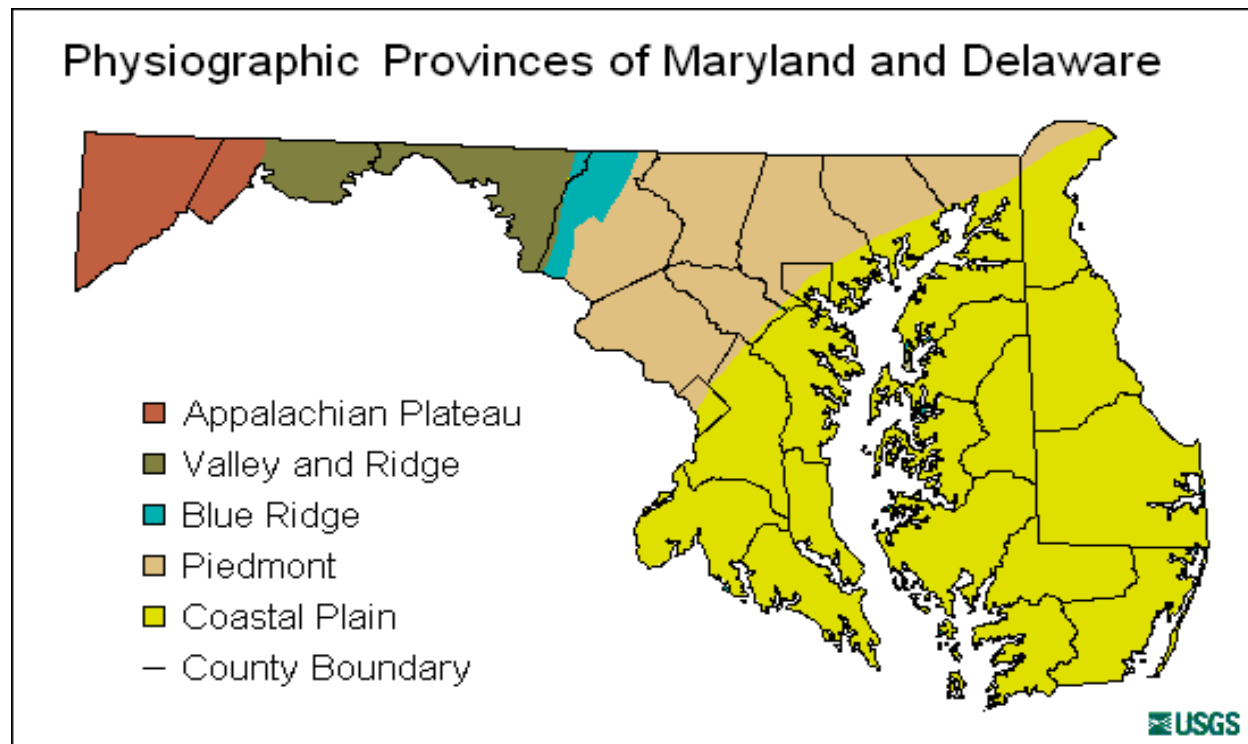 Physiographic Provinces of Maryland and Delaware
Appalachian Plateau
Valley and Ridge
Blue Ridge
Piedmont
Coastal Plain
County Boundary
USGS